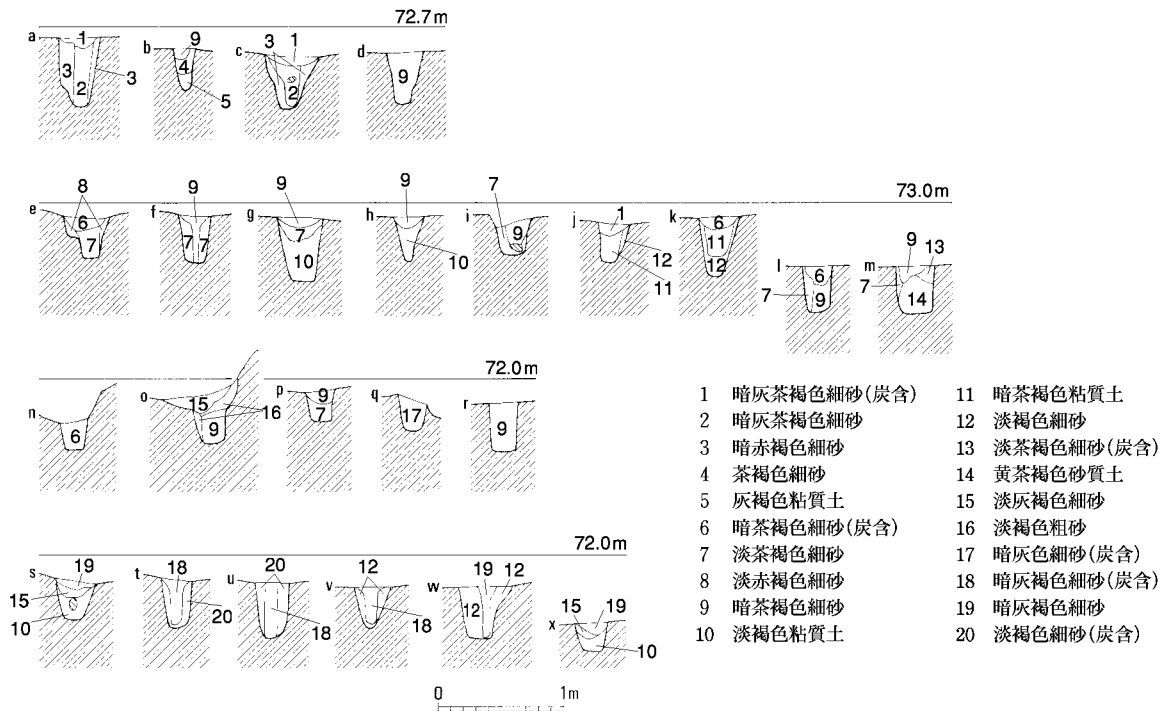 72.7m
a 1 3 2 3
b 9 4 5
c 3 1 2
d 9
73.0m
e 8 6 7
f 9 7 7
g 9 7 10
h 9 10
i 7 9
j 1 12 11
k 6 11 12
l 6 7 9
m 9 13 7 14
72.0m
n 6
o 15 16 9
p 9 7
q 17
r 9
72.0m
s 19 15 10
t 18 20
u 20 18
v 12 18
w 19 12 12
x 15 19 10
0 1m
1 暗灰茶褐色細砂(炭含)
2 暗灰茶褐色細砂
3 暗赤褐色細砂
4 茶褐色細砂
5 灰褐色粘質土
6 暗茶褐色細砂(炭含)
7 淡茶褐色細砂
8 淡赤褐色細砂
9 暗茶褐色細砂
10 淡褐色粘質土
11 暗茶褐色粘質土
12 淡褐色細砂
13 淡茶褐色細砂(炭含)
14 黄茶褐色砂質土
15 淡灰褐色細砂
16 淡褐色粗砂
17 暗灰色細砂(炭含)
18 暗灰褐色細砂(炭含)
19 暗灰褐色細砂
20 淡褐色細砂(炭含)